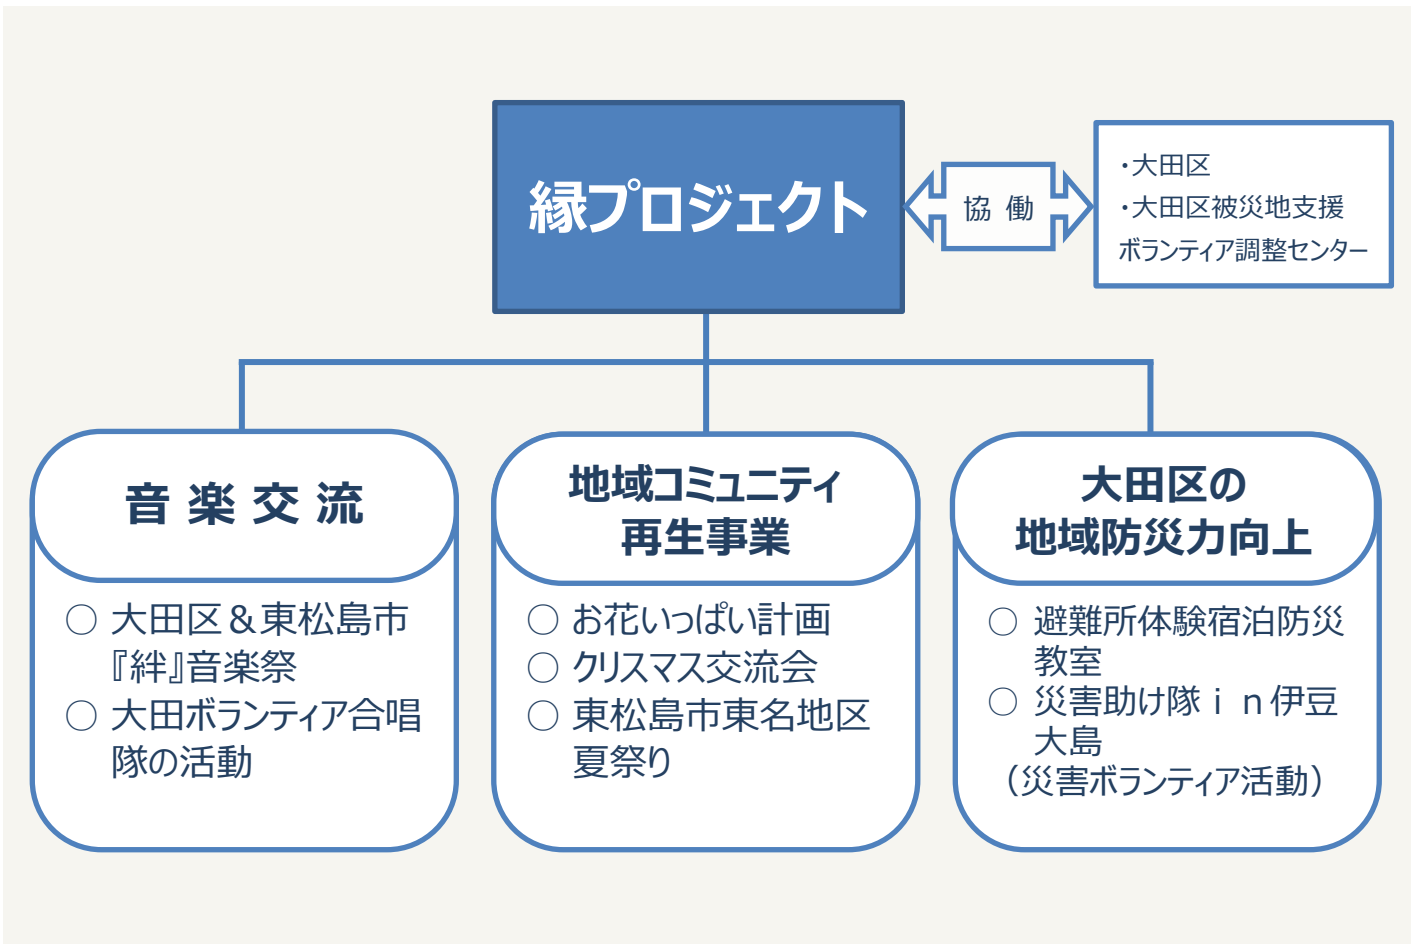 縁プロジェクト
協 働
・大田区
・大田区被災地支援
ボランティア調整センター
音 楽 交 流
○ 大田区＆東松島市
『絆』音楽祭
○ 大田ボランティア合唱
隊の活動
地域コミュニティ
再生事業
○ お花いっぱい計画
○ クリスマス交流会
○ 東松島市東名地区
夏祭り
大田区の
地域防災力向上
○ 避難所体験宿泊防災
教室
○ 災害助け隊ｉｎ伊豆
大島
（災害ボランティア活動）